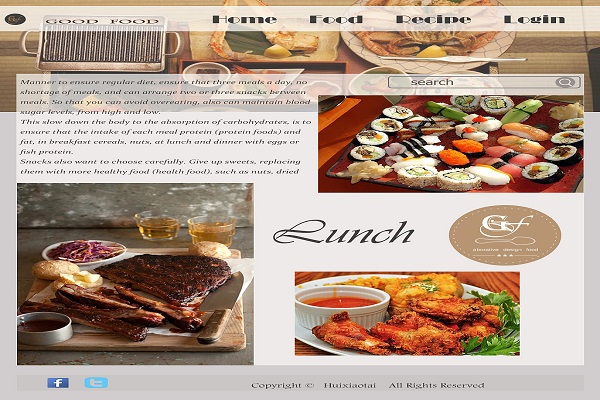 GOOD FOOD
Home Food Recipe Login
search
Manner to ensure regular diet, ensure that three meals a day, no
shortage of meals, and can arrange two or three snacks between
meals. So that you can avoid overeating, also can maintain blood
sugar levels, from high and low.
This slow down the body to the absorption of carbohydrates, is to
ensure that the intake of each meal protein (protein foods) and
fat, in breakfast cereals, nuts, at lunch and dinner with eggs or
fish protein.
Snacks also want to choose carefully. Give up sweets, replacing
them with more healthy food (health food), such as nuts, dried
Lunch
Gf
Copyright © Huixiaotai All Rights Reserved